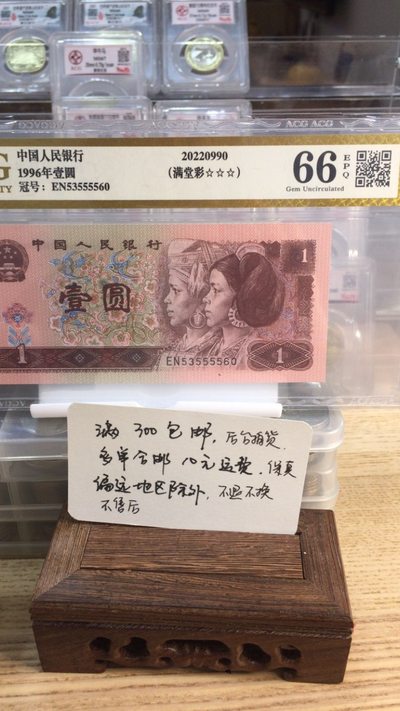 中国人民银行
1996年壹圆
冠号：EN53555560
20220990
（满堂彩☆☆☆）
66
EPQ
Gem Uncirculated
中国人民银行
壹圆
1
EN53555560
1
满300包邮，后台有货，
多单合邮10元运费，保真
偏远地区除外，不退不换
不售后